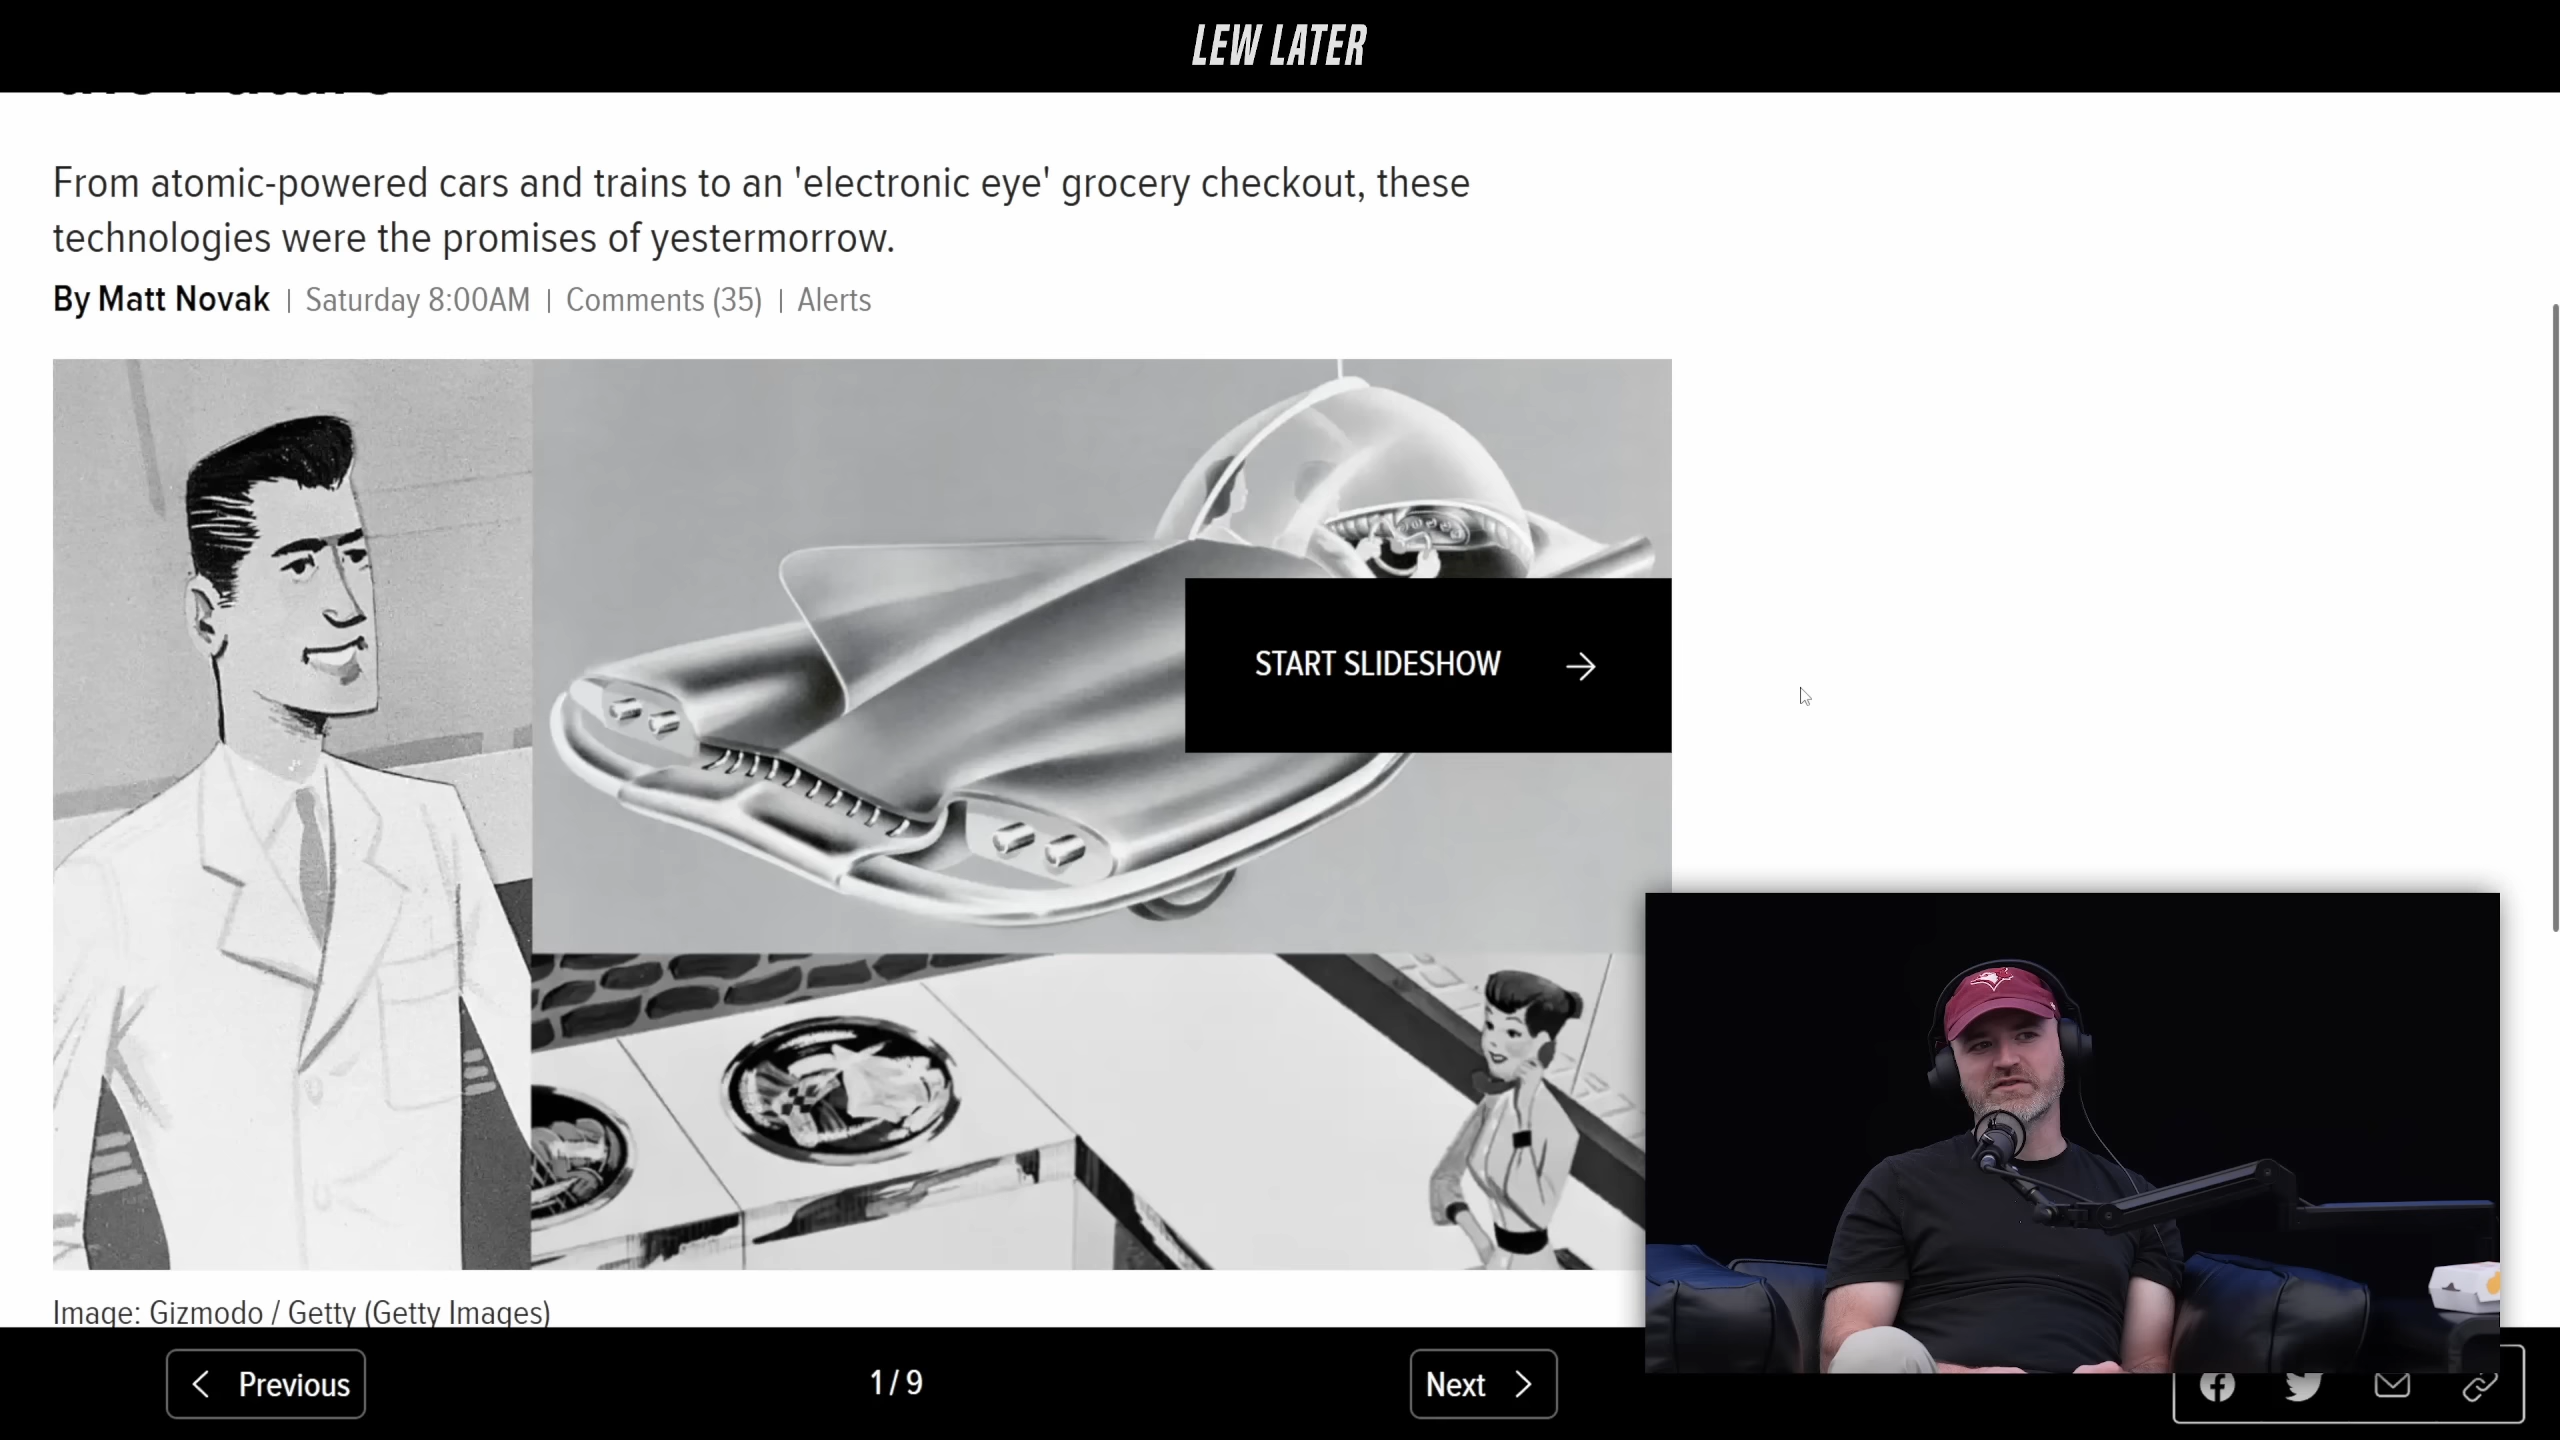 LEW LATER
From atomic-powered cars and trains to an 'electronic eye' grocery checkout, these
technologies were the promises of yestermorrow.
By Matt Novak | Saturday 8:00AM | Comments (35) | Alerts
START SLIDESHOW
Image: Gizmodo / Getty (Getty Images)
Previous
1 / 9
Next